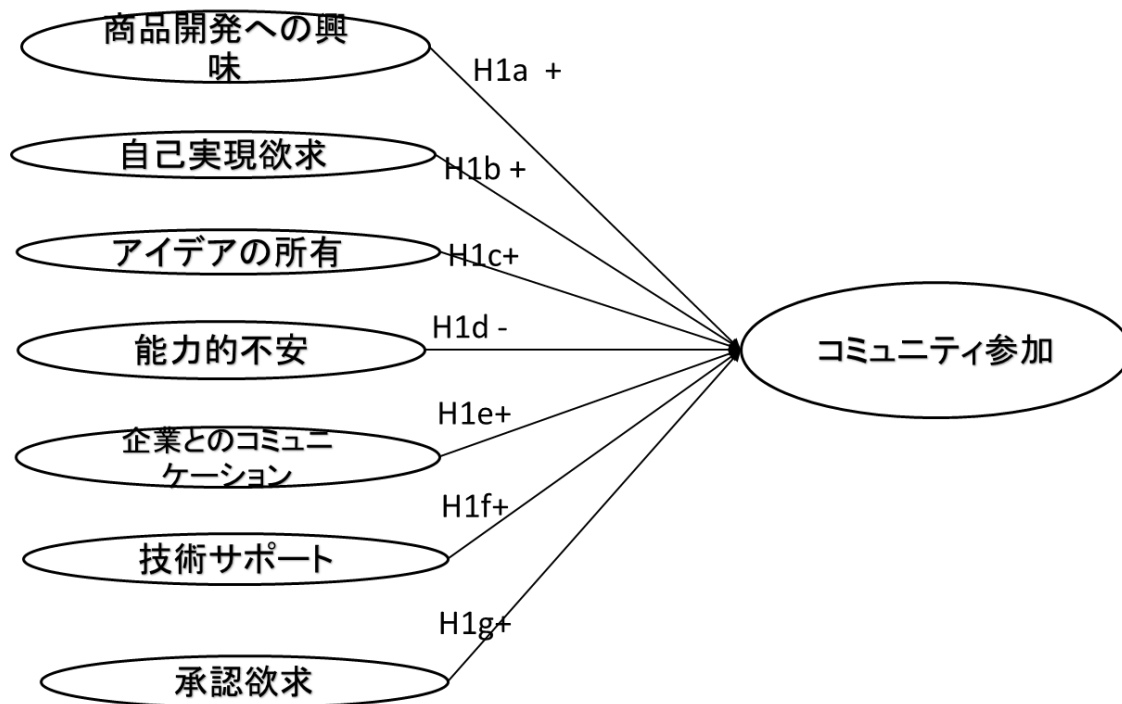 商品開発への興
味
H1a +
自己実現欲求
H1b +
アイデアの所有
H1c+
能力的不安
H1d -
コミュニティ参加
企業とのコミュニ
ケーション
H1e+
技術サポート
H1f+
承認欲求
H1g+